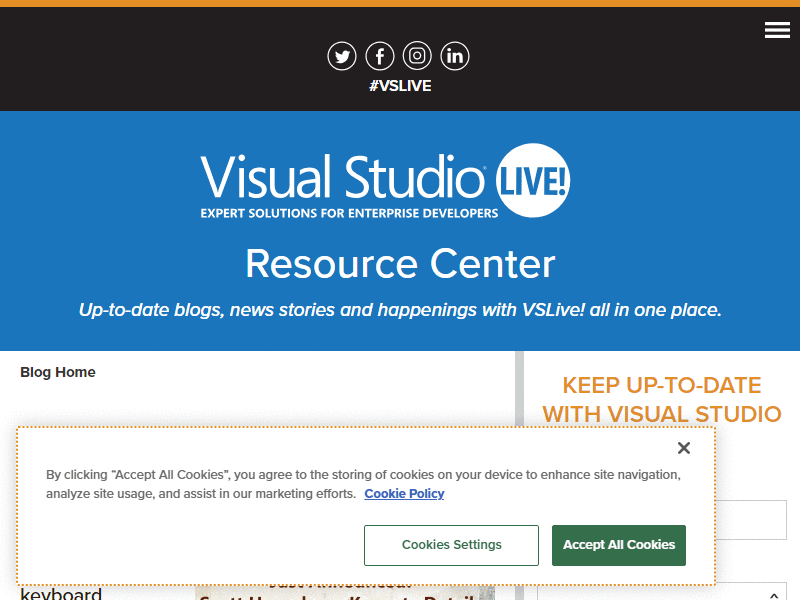 #VSLIVE
Visual Studio LIVE!
EXPERT SOLUTIONS FOR ENTERPRISE DEVELOPERS
Resource Center
Up-to-date blogs, news stories and happenings with VSLive! all in one place.
Blog Home
KEEP UP-TO-DATE
WITH VISUAL STUDIO
By clicking “Accept All Cookies”, you agree to the storing of cookies on your device to enhance site navigation,
analyze site usage, and assist in our marketing efforts. Cookie Policy
Cookies Settings
Accept All Cookies
keyboard